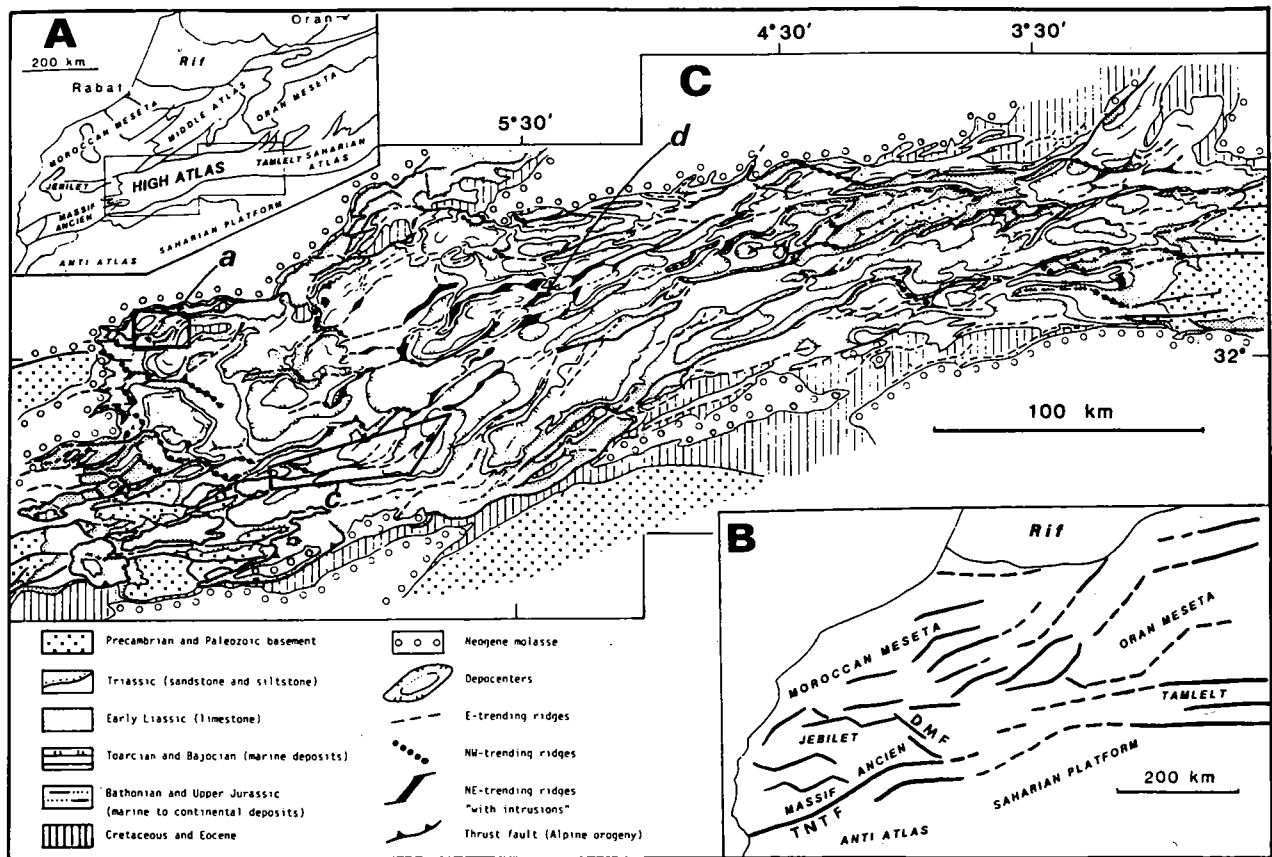 A
200 km
Oran
Rif
Rabat
MOROCCAN MESETA
MIDDLE ATLAS
ORAN MESETA
JEBILET
HIGH ATLAS
TAMLELT
SAHARIAN
ATLAS
MASSIF
ANCIEN
SAHARIAN PLATFORM
ANTI ATLAS
C
4°30'
3°30'
5°30'
d
a
32°
100 km
c
Precambrian and Paleozoic basement
Triassic (sandstone and siltstone)
Early Liassic (limestone)
Toarcian and Bajocian (marine deposits)
Bathonian and Upper Jurassic
(marine to continental deposits)
Cretaceous and Eocene
Neogene molasse
Depocenters
E-trending ridges
NW-trending ridges
NE-trending ridges
"with intrusions"
Thrust fault (Alpine orogeny)
B
Rif
MOROCCAN MESETA
ORAN MESETA
TAMLELT
JEBILET
DMF
MASSIF ANCIEN
TNTF
SAHARIAN PLATFORM
200 km
ANTI ATLAS